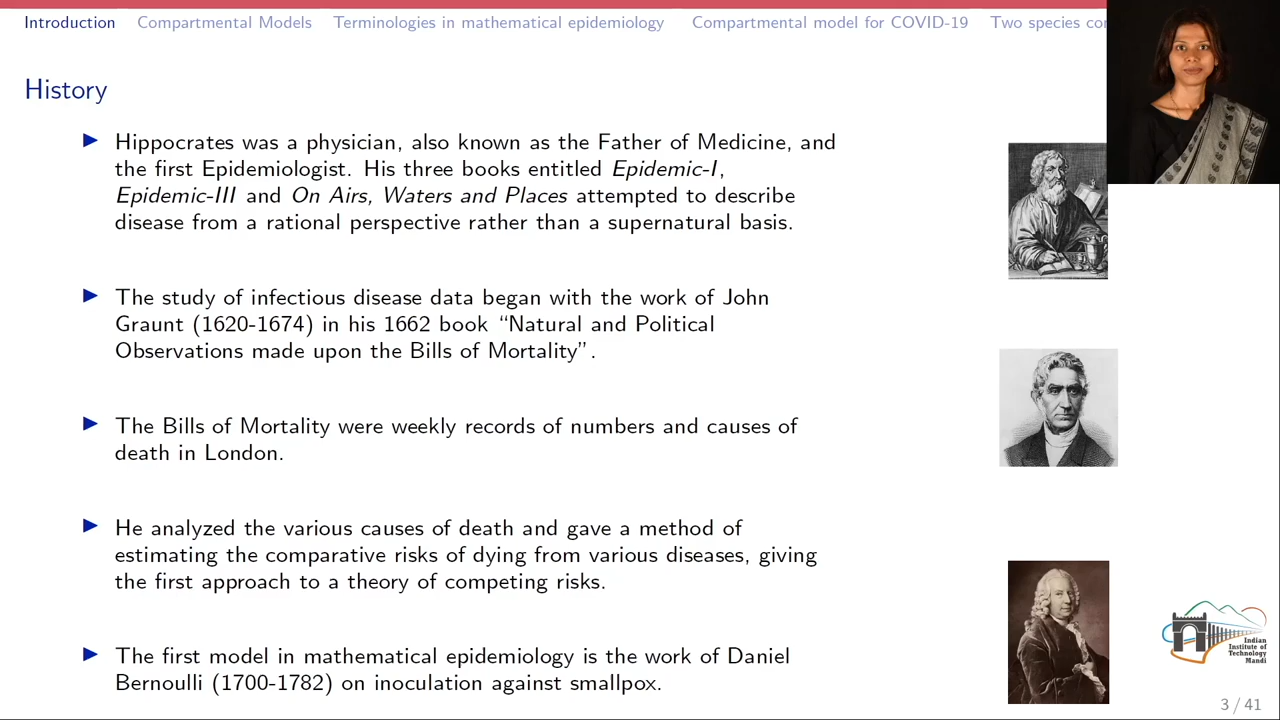 Introduction Compartmental Models Terminologies in mathematical epidemiology Compartmental model for COVID-19 Two species
History
Hippocrates was a physician, also known as the Father of Medicine, and
the first Epidemiologist. His three books entitled Epidemic-I,
Epidemic-III and On Airs, Waters and Places attempted to describe
disease from a rational perspective rather than a supernatural basis.
The study of infectious disease data began with the work of John
Graunt (1620-1674) in his 1662 book “Natural and Political
Observations made upon the Bills of Mortality”.
The Bills of Mortality were weekly records of numbers and causes of
death in London.
He analyzed the various causes of death and gave a method of
estimating the comparative risks of dying from various diseases, giving
the first approach to a theory of competing risks.
The first model in mathematical epidemiology is the work of Daniel
Bernoulli (1700-1782) on inoculation against smallpox.
Indian
Institute of
Technology
Mandi
3 / 41